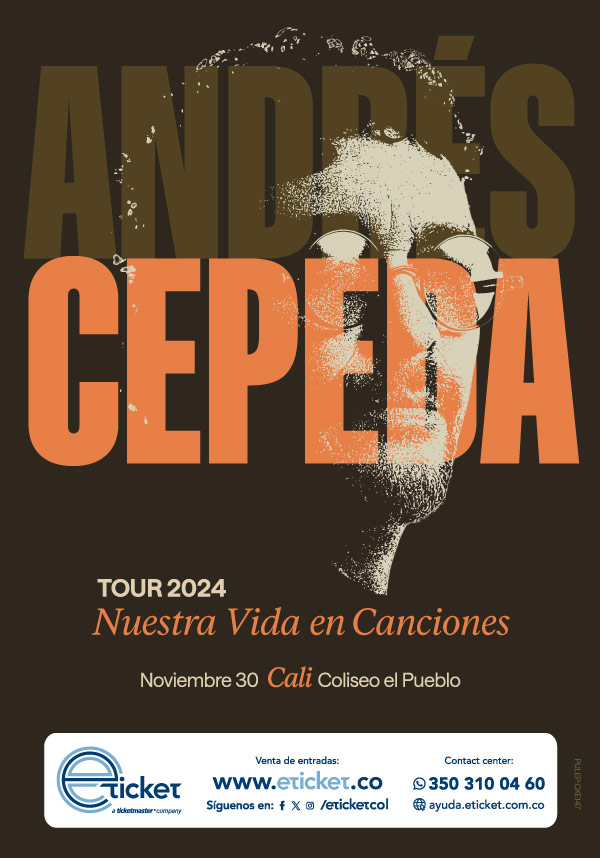 ANDRÉS
CEPEDA
TOUR 2024
Nuestra Vida en Canciones
Noviembre 30 Cali Coliseo el Pueblo
eticket
a ticketmaster company
Venta de entradas:
www.eticket.co
Síguenos en: /eticketcol
Contact center:
350 310 04 60
ayuda.eticket.com.co